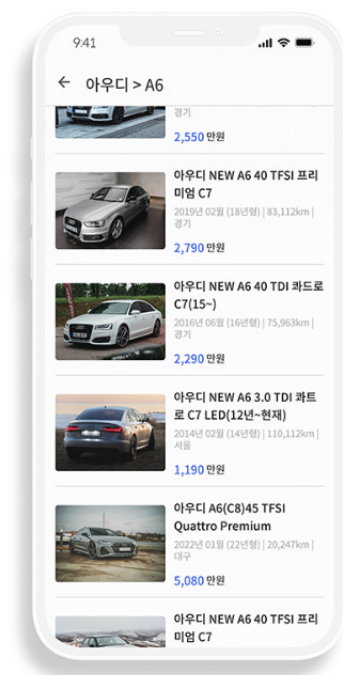 9:41
← 아우디 > A6
경기
2,550 만원
아우디 NEW A6 40 TFSI 프리
미엄 C7
2019년 02월 (18년형) | 83,112km |
경기
2,790 만원
아우디 NEW A6 40 TDI 콰드로
C7(15~)
2016년 06월 (16년형) | 75,963km |
경기
2,290 만원
아우디 NEW A6 3.0 TDI 콰트
로 C7 LED(12년~현재)
2014년 02월 (14년형) | 110,112km |
서울
1,190 만원
아우디 A6(C8)45 TFSI
Quattro Premium
2022년 01월 (22년형) | 20,247km |
대구
5,080 만원
아우디 NEW A6 40 TFSI 프리
미엄 C7